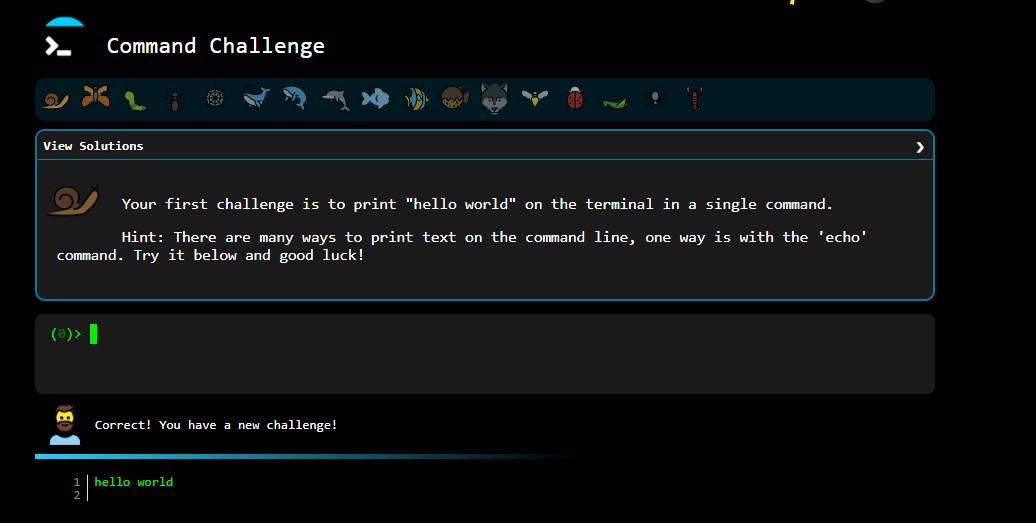 Command Challenge
View Solutions
Your first challenge is to print "hello world" on the terminal in a single command.
Hint: There are many ways to print text on the command line, one way is with the 'echo'
command. Try it below and good luck!
(0)>
Correct! You have a new challenge!
1 hello world
2